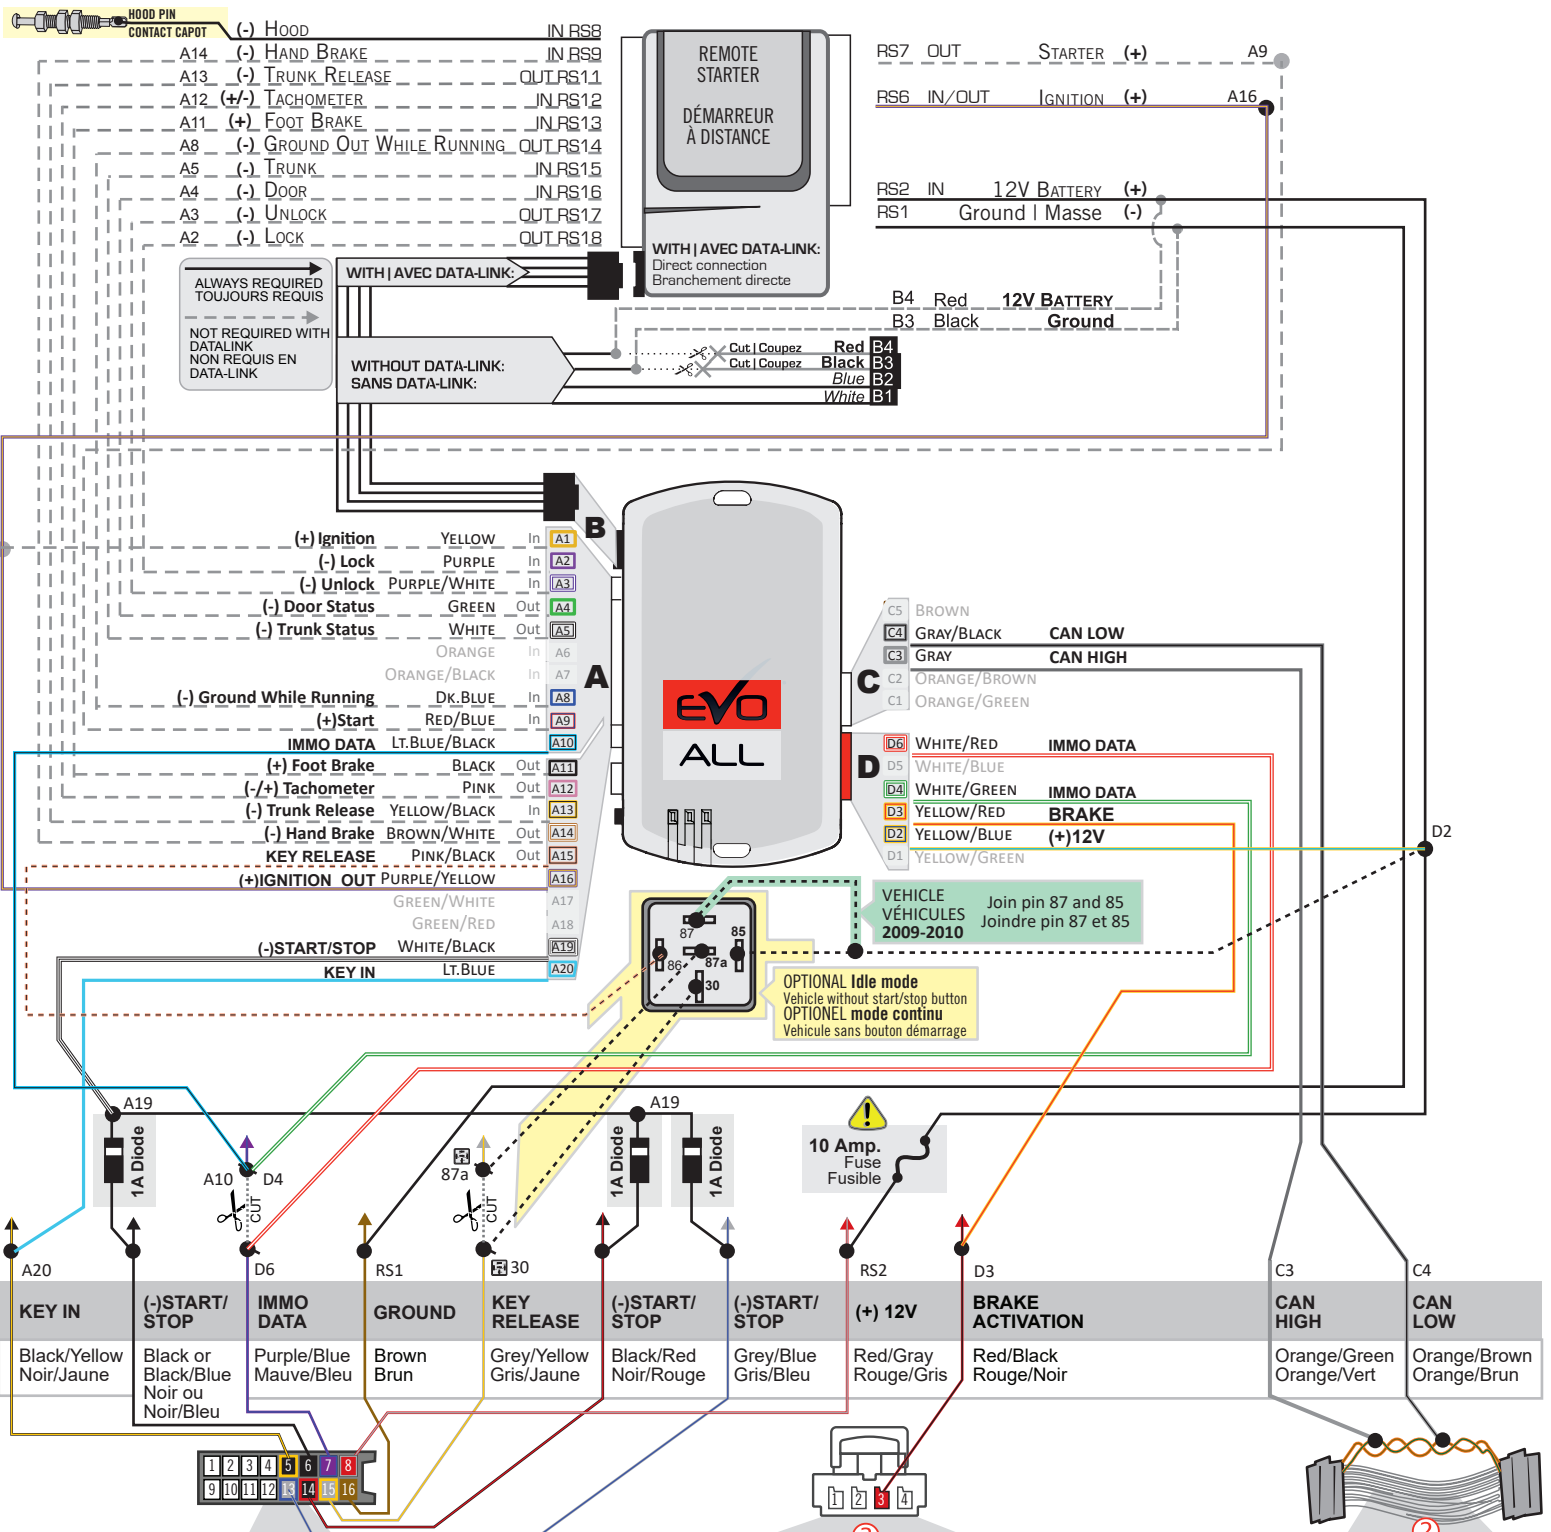 HOOD PIN
CONTACT CAPOT
(-) HOOD IN RS8
A14 (-) HAND BRAKE IN RS9
A13 (-) TRUNK RELEASE OUT RS11
A12 (+/-) TACHOMETER IN RS12
A11 (+) FOOT BRAKE IN RS13
A8 (-) GROUND OUT WHILE RUNNING OUT RS14
A5 (-) TRUNK IN RS15
A4 (-) DOOR IN RS16
A3 (-) UNLOCK OUT RS17
A2 (-) LOCK OUT RS18
REMOTE
STARTER
DÉMARREUR
À DISTANCE
WITH | AVEC DATA-LINK:
Direct connection
Branchement directe
RS7 OUT STARTER (+) A9
RS6 IN/OUT IGNITION (+) A16
RS2 IN 12V BATTERY (+)
RS1 Ground | Masse (-)
ALWAYS REQUIRED
TOUJOURS REQUIS
NOT REQUIRED WITH
DATALINK
NON REQUIS EN
DATA-LINK
WITH | AVEC DATA-LINK:
WITHOUT DATA-LINK:
SANS DATA-LINK:
B4 Red 12V BATTERY
B3 Black Ground
Cut | Coupez Red B4
Cut | Coupez Black B3
Blue B2
White B1
B
(+) Ignition YELLOW In A1
(-) Lock PURPLE In A2
(-) Unlock PURPLE/WHITE In A3
(-) Door Status GREEN Out A4
(-) Trunk Status WHITE Out A5
ORANGE In A6
ORANGE/BLACK In A7
(-) Ground While Running DK.BLUE In A8
(+)Start RED/BLUE In A9
IMMO DATA LT.BLUE/BLACK A10
(+) Foot Brake BLACK Out A11
(-/+) Tachometer PINK Out A12
(-) Trunk Release YELLOW/BLACK In A13
(-) Hand Brake BROWN/WHITE Out A14
KEY RELEASE PINK/BLACK Out A15
(+)IGNITION OUT PURPLE/YELLOW A16
GREEN/WHITE A17
GREEN/RED A18
(-)START/STOP WHITE/BLACK A19
KEY IN LT.BLUE A20
A
EVO
ALL
C
C5 BROWN
C4 GRAY/BLACK CAN LOW
C3 GRAY CAN HIGH
C2 ORANGE/BROWN
C1 ORANGE/GREEN
D
D6 WHITE/RED IMMO DATA
D5 WHITE/BLUE
D4 WHITE/GREEN IMMO DATA
D3 YELLOW/RED BRAKE
D2 YELLOW/BLUE (+)12V
D1 YELLOW/GREEN
D2
87
85
86
87a
30
VEHICLE
VÉHICULES
2009-2010
Join pin 87 and 85
Joindre pin 87 et 85
OPTIONAL Idle mode
Vehicle without start/stop button
OPTIONEL mode continu
Vehicule sans bouton démarrage
A19
1A Diode
A10 D4
CUT
87a
CUT
A19
1A Diode
1A Diode
10 Amp.
Fuse
Fusible
A20
D6
RS1
30
RS2
D3
C3
C4
KEY IN
(-)START/
STOP
IMMO
DATA
GROUND
KEY
RELEASE
(-)START/
STOP
(-)START/
STOP
(+) 12V
BRAKE
ACTIVATION
CAN
HIGH
CAN
LOW
Black/Yellow
Noir/Jaune
Black or
Black/Blue
Noir ou
Noir/Bleu
Purple/Blue
Mauve/Bleu
Brown
Brun
Grey/Yellow
Gris/Jaune
Black/Red
Noir/Rouge
Grey/Blue
Gris/Bleu
Red/Gray
Rouge/Gris
Red/Black
Rouge/Noir
Orange/Green
Orange/Vert
Orange/Brown
Orange/Brun
1 2 3 4 5 6 7 8
9 10 11 12 13 14 15 16
1 2 3 4
2